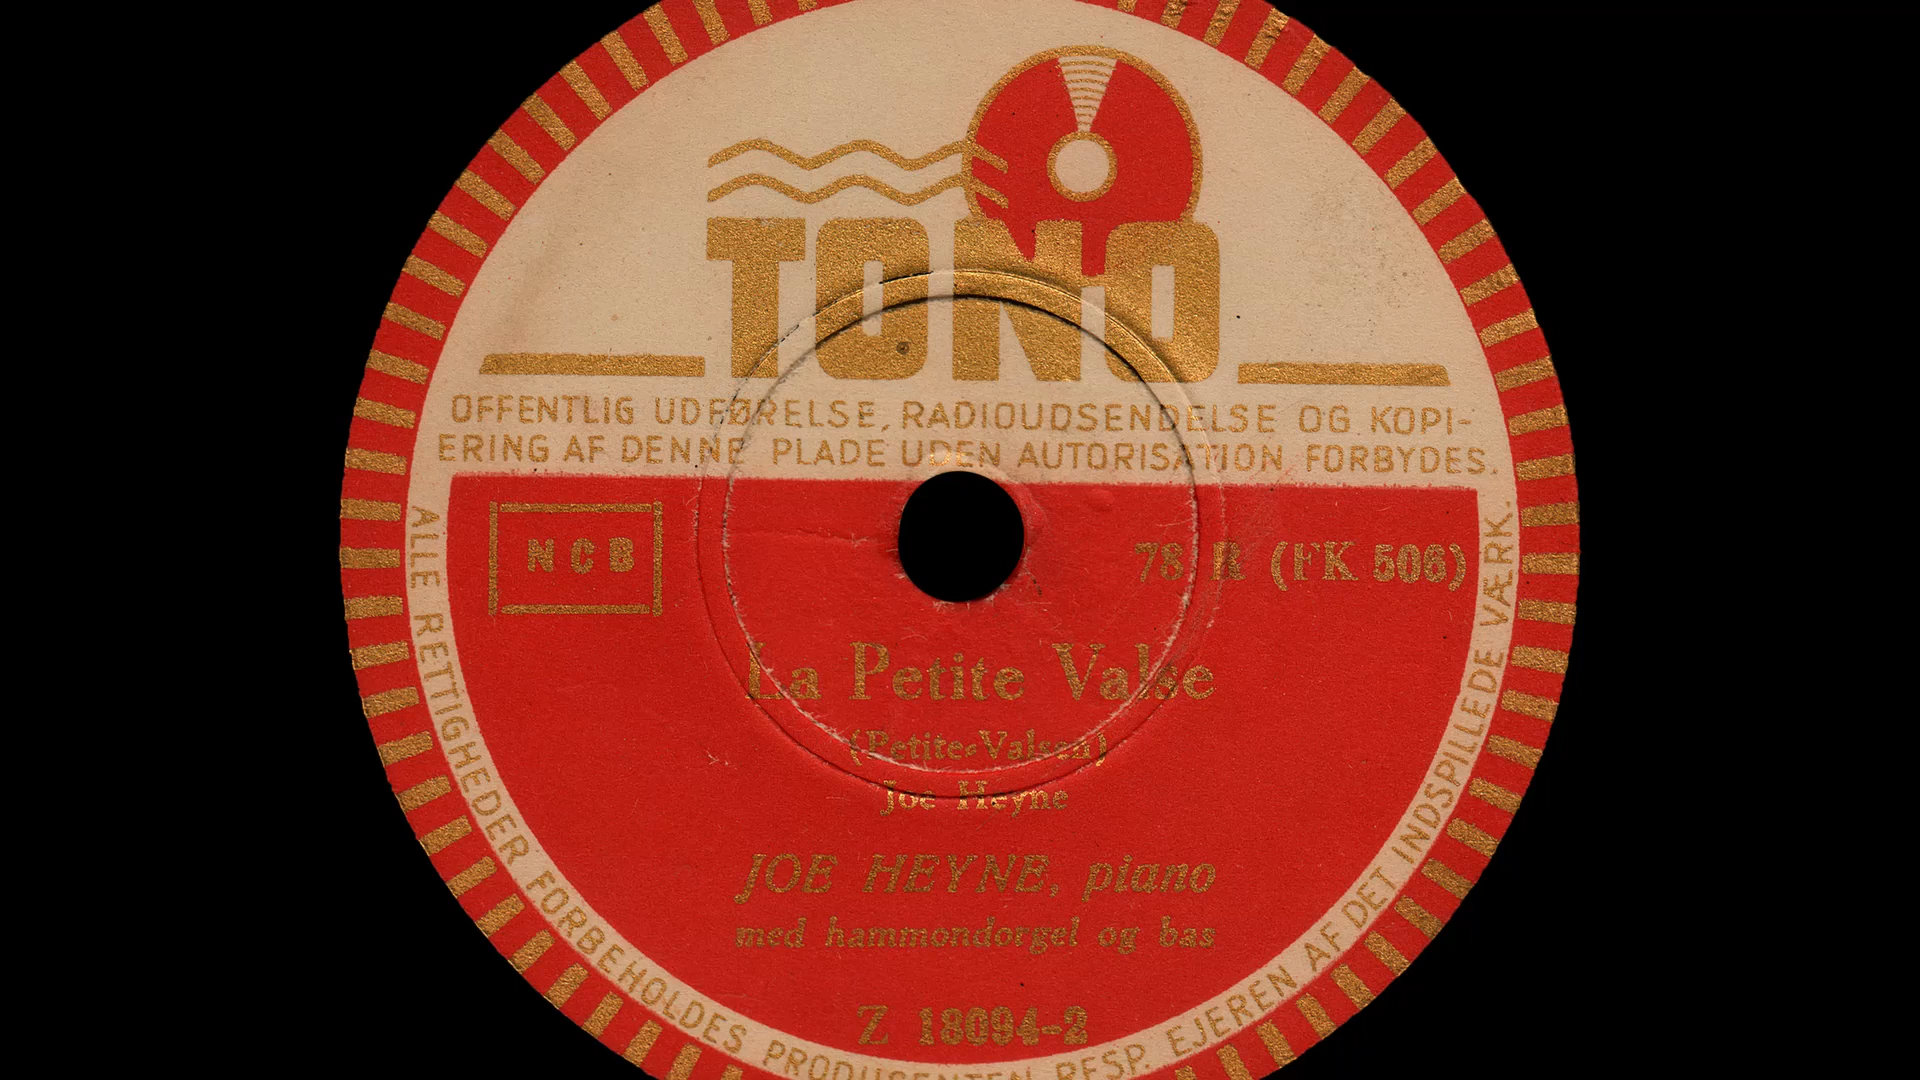 TONO
OFFENTLIG UDFØRELSE, RADIOUDSENDELSE OG KOPI-
ERING AF DENNE PLADE UDEN AUTORISATION FORBYDES.
NCB
78 R (FK 506)
La Petite Valse
(Petite-Valsen)
Joe Heyne
JOE HEYNE, piano
med hammondorgel og bas
Z 18094-2
ALLE RETTIGHEDER FORBEHOLDES PRODUSENTEN RESP. EJEREN AF DET INDSPILLEDE VÆRK.